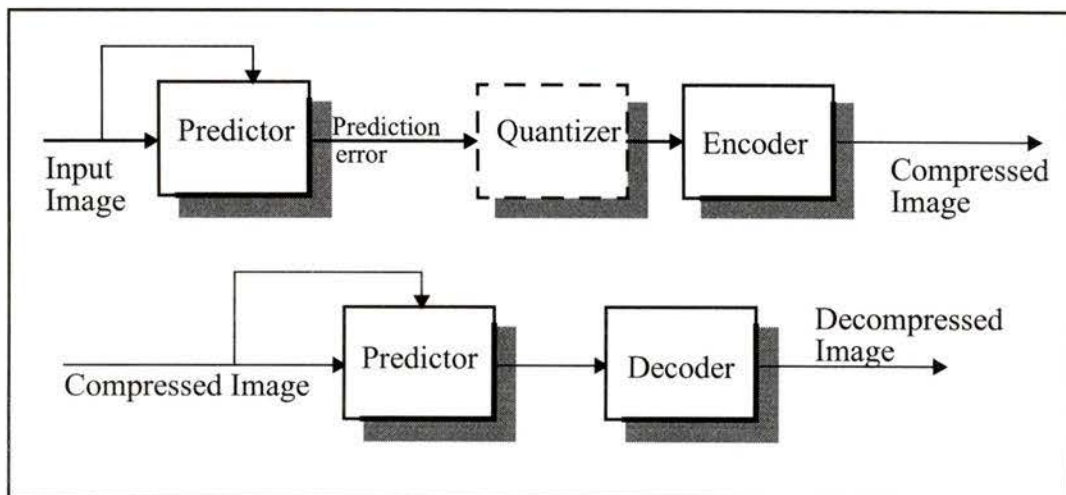 Predictor
Prediction
error
Quantizer
Encoder
Input
Image
Compressed
Image
Predictor
Compressed Image
Decoder
Decompressed
Image